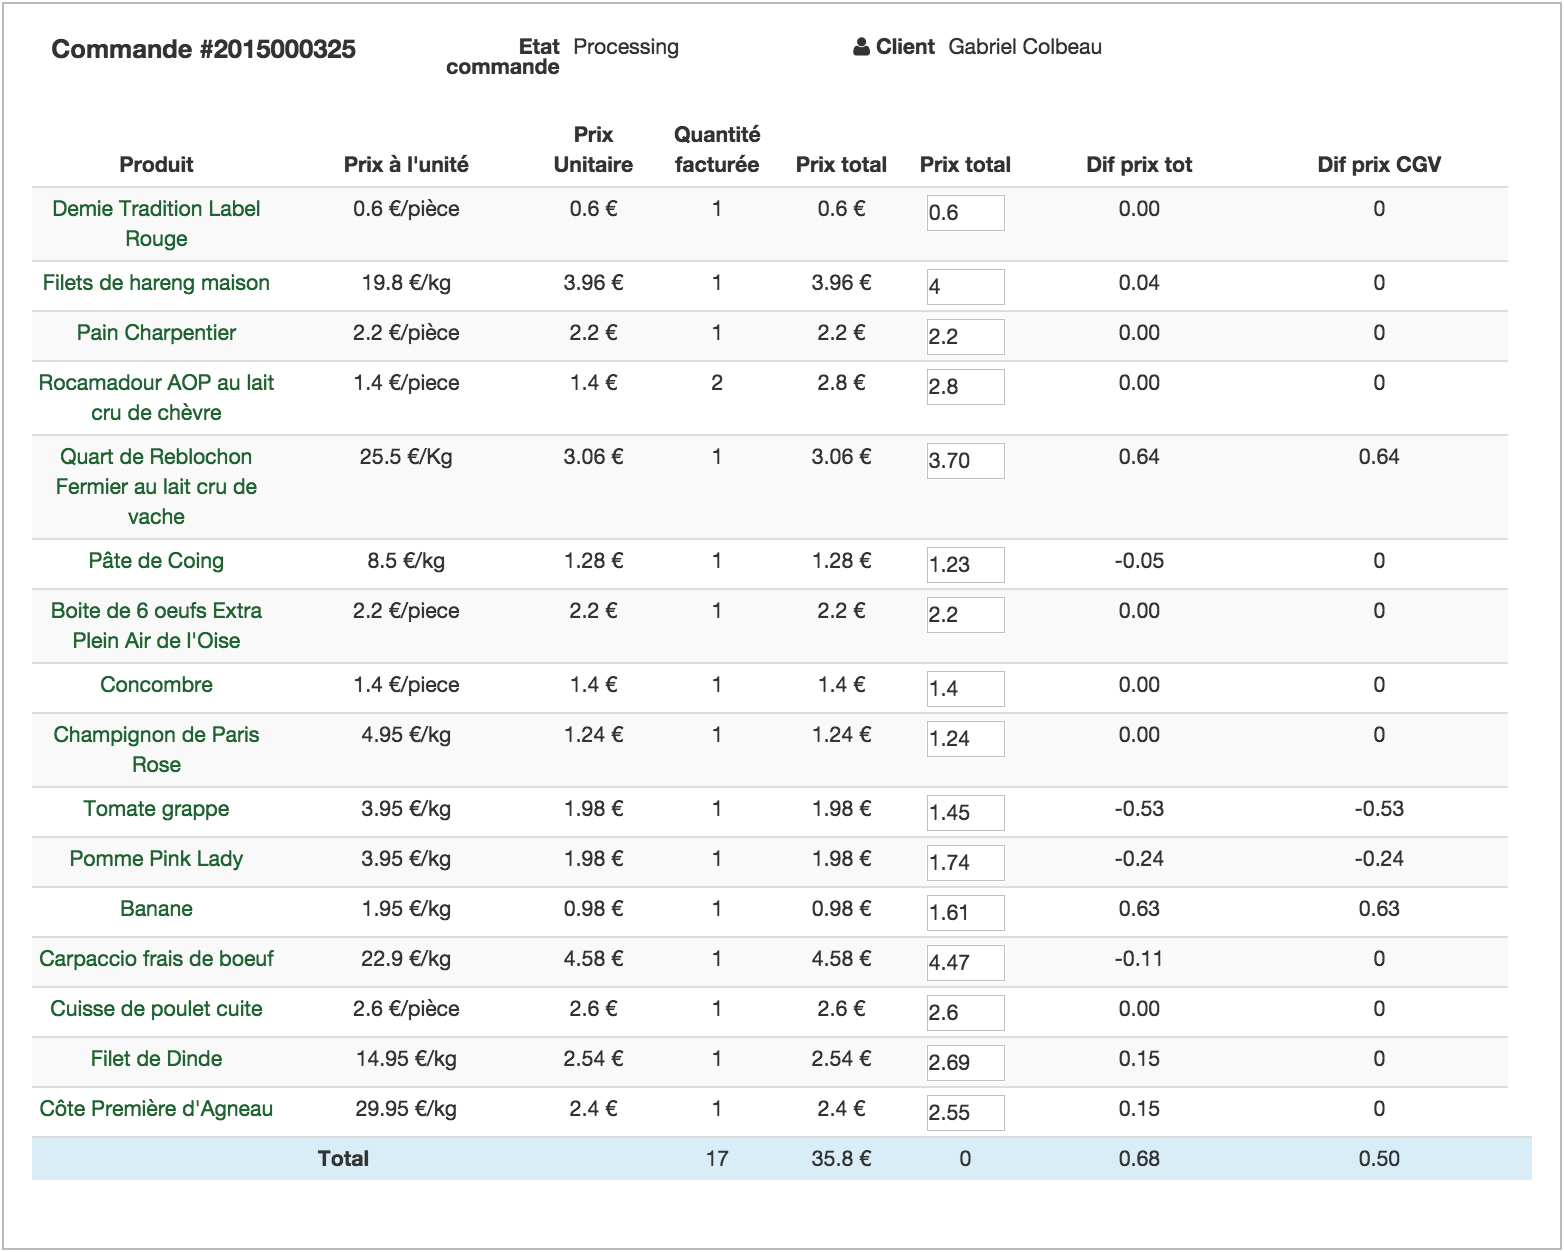 Commande #2015000325
Etat commande Processing
Client Gabriel Colbeau
Produit Prix à l'unité Prix Unitaire Quantité facturée Prix total Prix total Dif prix tot Dif prix CGV
Demie Tradition Label Rouge 0.6 €/pièce 0.6 € 1 0.6 € 0.6 0.00 0
Filets de hareng maison 19.8 €/kg 3.96 € 1 3.96 € 4 0.04 0
Pain Charpentier 2.2 €/pièce 2.2 € 1 2.2 € 2.2 0.00 0
Rocamadour AOP au lait cru de chèvre 1.4 €/piece 1.4 € 2 2.8 € 2.8 0.00 0
Quart de Reblochon Fermier au lait cru de vache 25.5 €/Kg 3.06 € 1 3.06 € 3.70 0.64 0.64
Pâte de Coing 8.5 €/kg 1.28 € 1 1.28 € 1.23 -0.05 0
Boite de 6 oeufs Extra Plein Air de l'Oise 2.2 €/piece 2.2 € 1 2.2 € 2.2 0.00 0
Concombre 1.4 €/piece 1.4 € 1 1.4 € 1.4 0.00 0
Champignon de Paris Rose 4.95 €/kg 1.24 € 1 1.24 € 1.24 0.00 0
Tomate grappe 3.95 €/kg 1.98 € 1 1.98 € 1.45 -0.53 -0.53
Pomme Pink Lady 3.95 €/kg 1.98 € 1 1.98 € 1.74 -0.24 -0.24
Banane 1.95 €/kg 0.98 € 1 0.98 € 1.61 0.63 0.63
Carpaccio frais de boeuf 22.9 €/kg 4.58 € 1 4.58 € 4.47 -0.11 0
Cuisse de poulet cuite 2.6 €/pièce 2.6 € 1 2.6 € 2.6 0.00 0
Filet de Dinde 14.95 €/kg 2.54 € 1 2.54 € 2.69 0.15 0
Côte Première d'Agneau 29.95 €/kg 2.4 € 1 2.4 € 2.55 0.15 0
Total 17 35.8 € 0 0.68 0.50